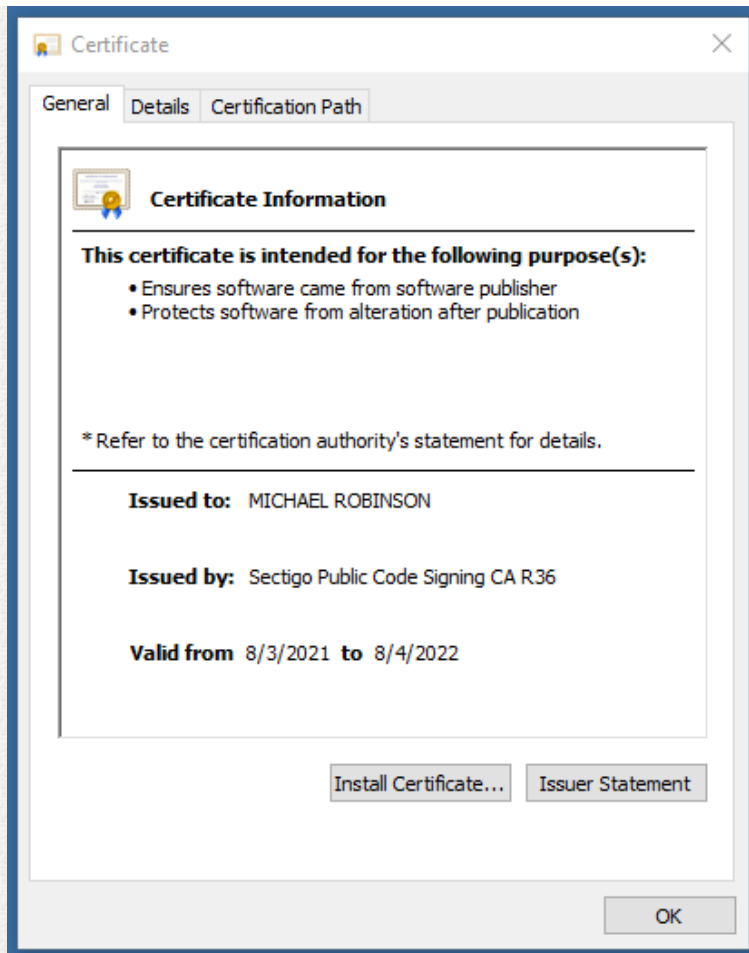 Certificate
General Details Certification Path
Certificate Information
This certificate is intended for the following purpose(s):
• Ensures software came from software publisher
• Protects software from alteration after publication
* Refer to the certification authority's statement for details.
Issued to: MICHAEL ROBINSON
Issued by: Sectigo Public Code Signing CA R36
Valid from 8/3/2021 to 8/4/2022
Install Certificate... Issuer Statement
OK